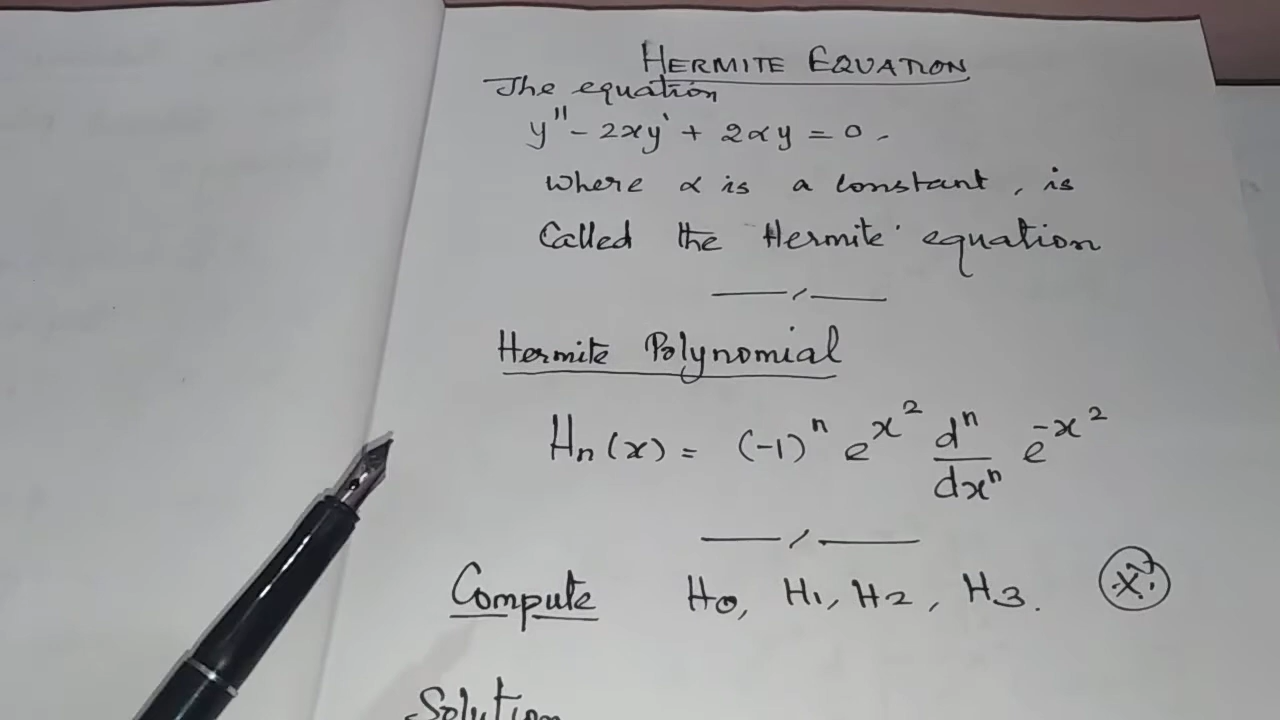 HERMITE EQUATION
The equation
y'' - 2xy' + 2αy = 0.
where α is a constant, is
Called the Hermite equation
Hermite Polynomial
Hn(x) = (-1)^n e^{x^2} d^n/dx^n e^{-x^2}
Compute H0, H1, H2, H3.
Solution